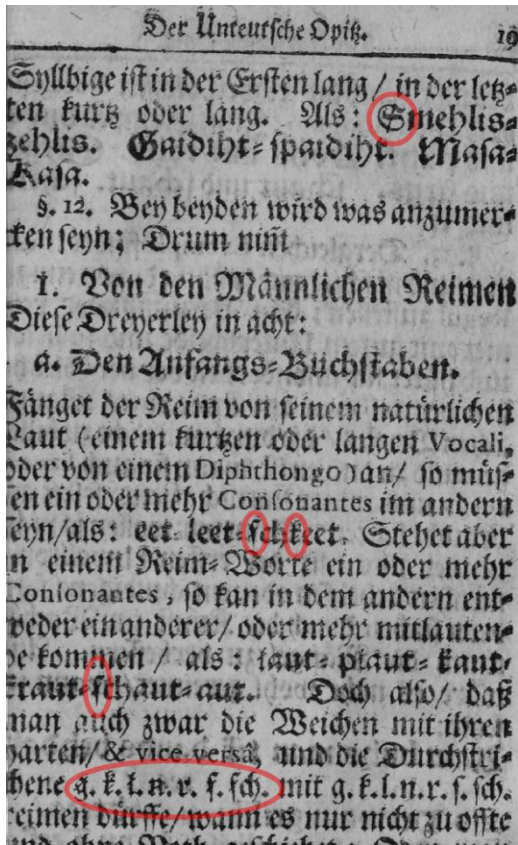 Der Unteutsche Opitz. 19
Syllbige ist in der Ersten lang / in der letz⸗
ten kurtz oder lang. Als: Smehlis⸗
zehlis. Gaidiht⸗spaidiht. Masa⸗
Kasa.
§. 12. Bey beyden wird was anzumer⸗
cken seyn; Drum nim̃
1. Von den Männlichen Reimen
Diese Dreyerley in acht:
a. Den Anfangs⸗Buchstaben.
Fänget der Reim von seinem natürlichen
Laut (einem kurtzen oder langen Vocali,
oder von einem Diphthongo) an / so müs⸗
en ein oder mehr Consonantes im andern
seyn / als: eet⸗leet⸗schkeet. Stehet aber
in einem Reim⸗Worte ein oder mehr
Consonantes, so kan in dem andern ent⸗
weder ein anderer / oder mehr mitlauten⸗
de kommen / als: laut⸗plaut⸗kaut⸗
kraut⸗schaut⸗aut. Doch also / daß
man auch zwar die Weichen mit ihren
harten / & vice versâ, und die Durchstri⸗
chene g. k. l. n. r. s. sch. mit g. k. l. n. r. s. sch.
reimen dürffe / wann es nur nicht zu offte